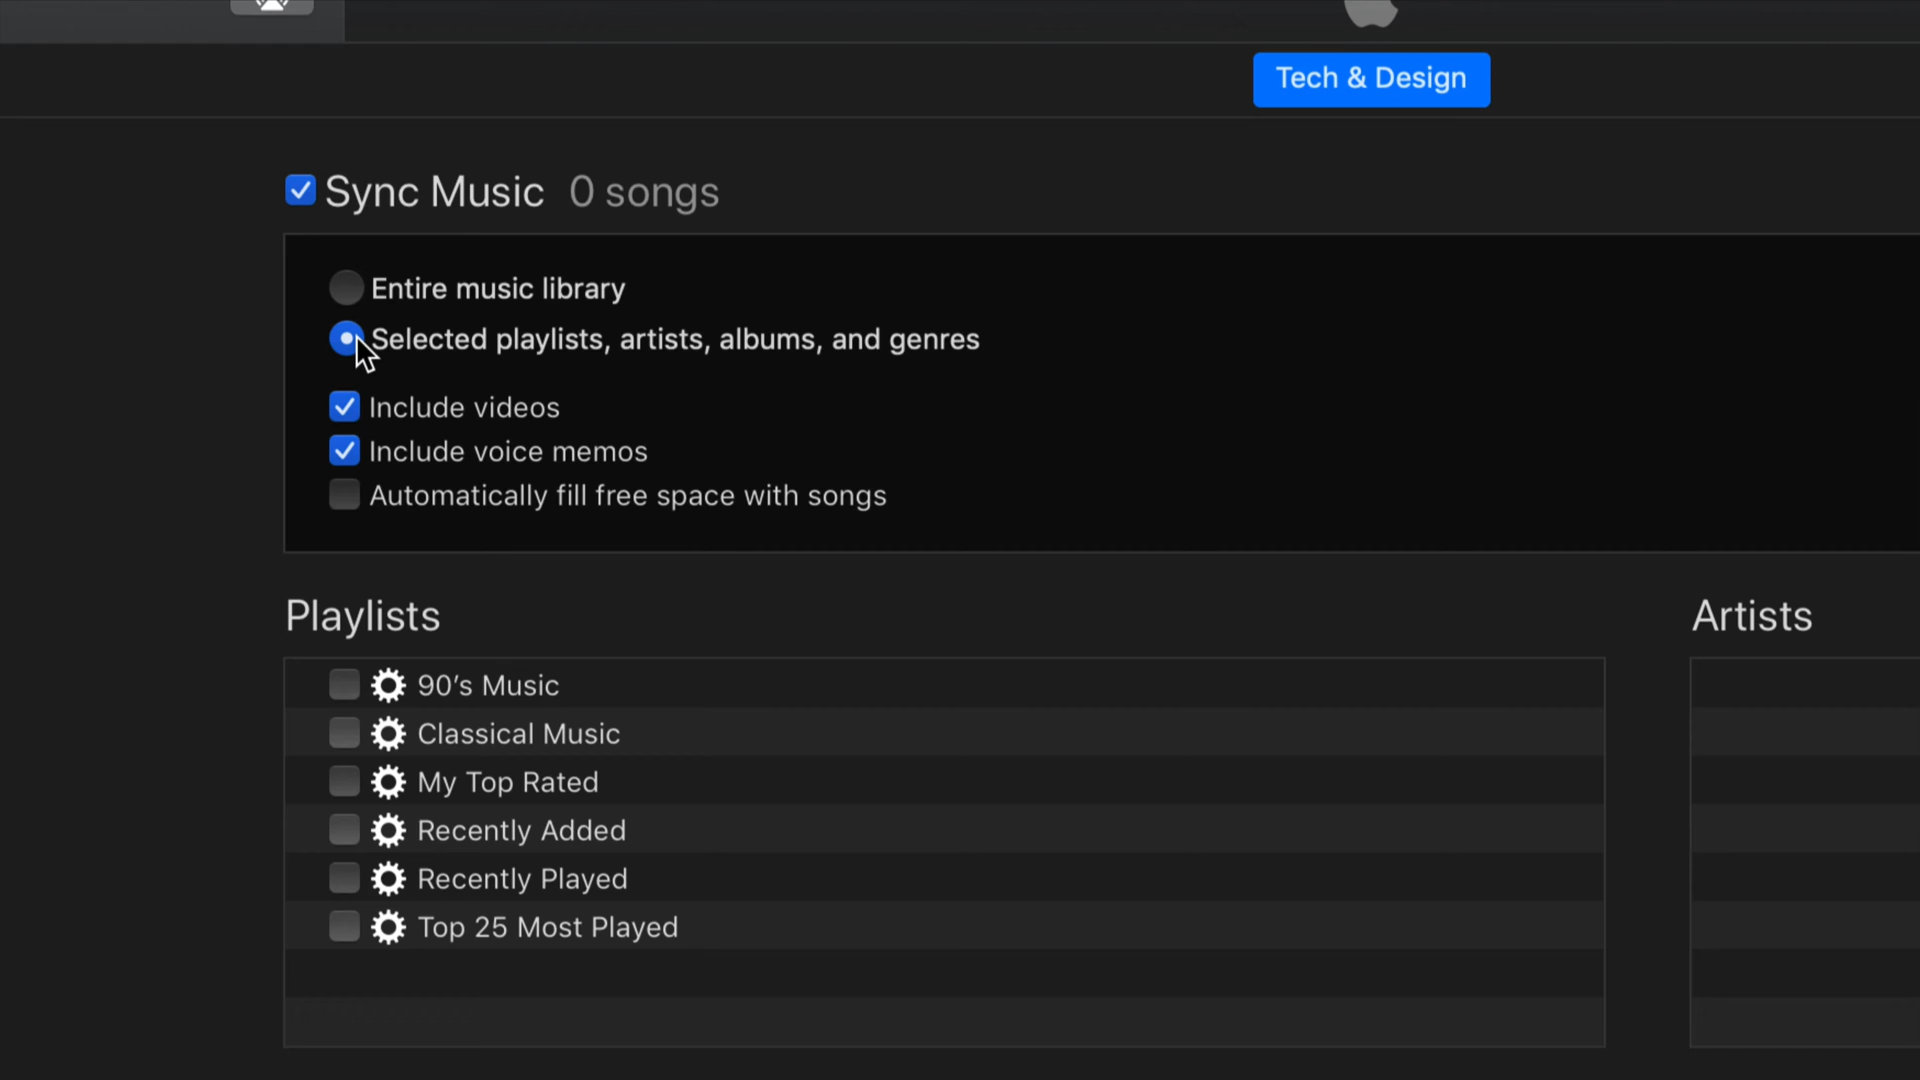 Tech & Design
Sync Music 0 songs
Entire music library
Selected playlists, artists, albums, and genres
Include videos
Include voice memos
Automatically fill free space with songs
Playlists
Artists
90’s Music
Classical Music
My Top Rated
Recently Added
Recently Played
Top 25 Most Played